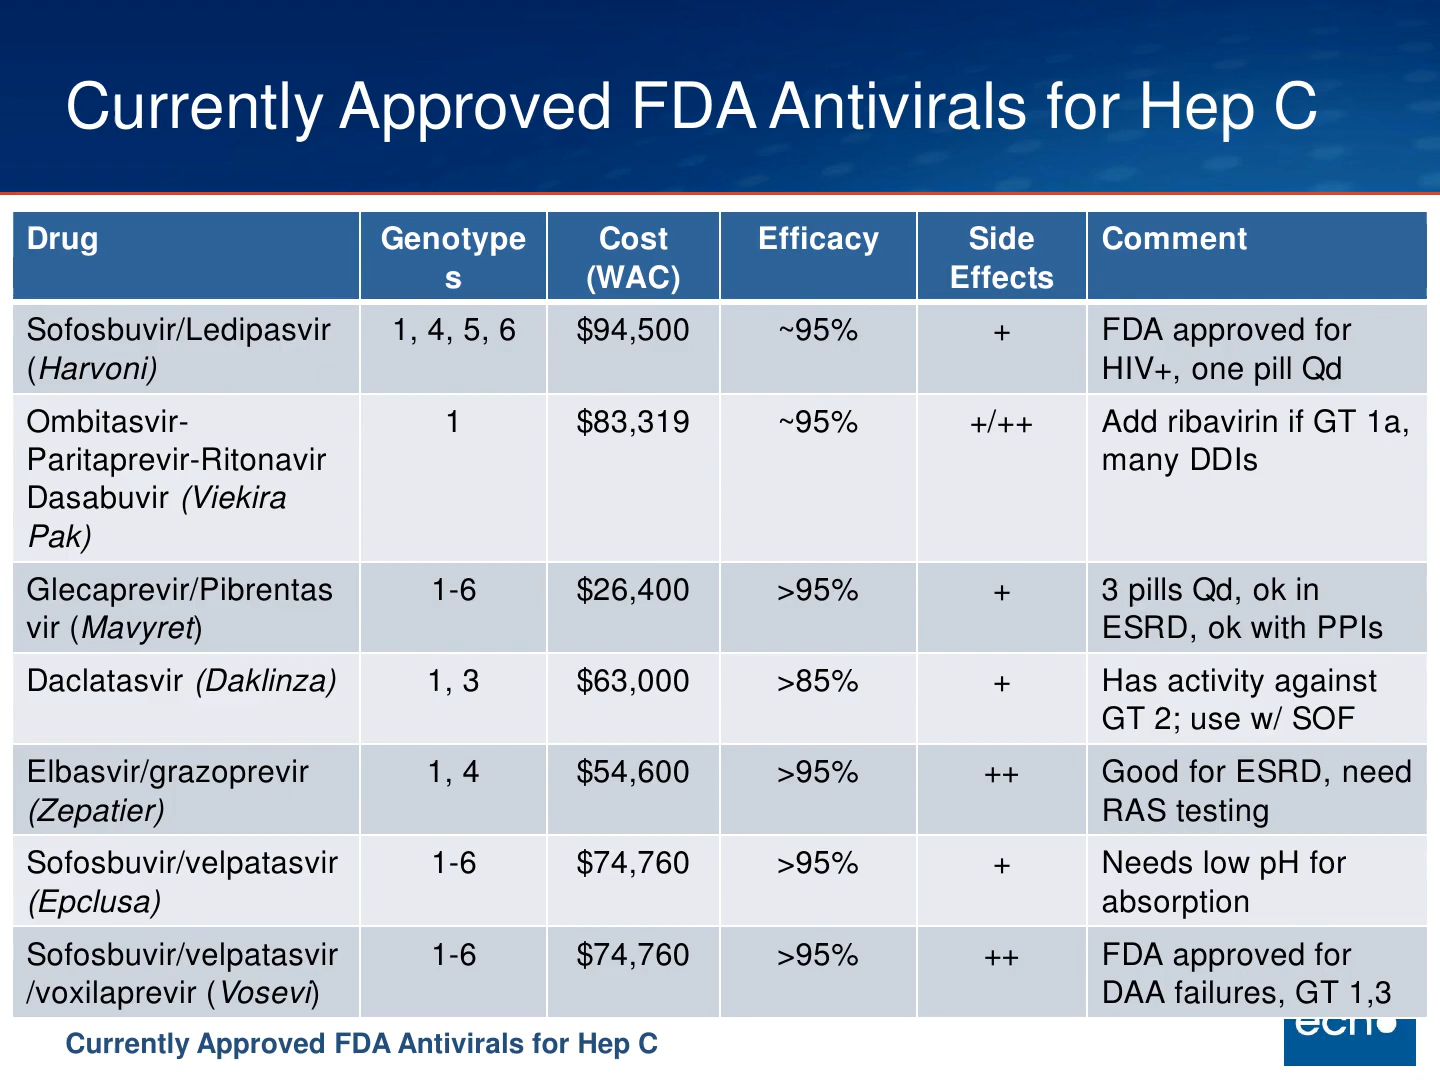 Currently Approved FDA Antivirals for Hep C
Drug
Genotype
s
Cost
(WAC)
Efficacy
Side
Effects
Comment
Sofosbuvir/Ledipasvir
(Harvoni)
1, 4, 5, 6
$94,500
~95%
+
FDA approved for
HIV+, one pill Qd
Ombitasvir-
Paritaprevir-Ritonavir
Dasabuvir (Viekira
Pak)
1
$83,319
~95%
+/++
Add ribavirin if GT 1a,
many DDIs
Glecaprevir/Pibrentas
vir (Mavyret)
1-6
$26,400
>95%
+
3 pills Qd, ok in
ESRD, ok with PPIs
Daclatasvir (Daklinza)
1, 3
$63,000
>85%
+
Has activity against
GT 2; use w/ SOF
Elbasvir/grazoprevir
(Zepatier)
1, 4
$54,600
>95%
++
Good for ESRD, need
RAS testing
Sofosbuvir/velpatasvir
(Epclusa)
1-6
$74,760
>95%
+
Needs low pH for
absorption
Sofosbuvir/velpatasvir
/voxilaprevir (Vosevi)
1-6
$74,760
>95%
++
FDA approved for
DAA failures, GT 1,3
Currently Approved FDA Antivirals for Hep C